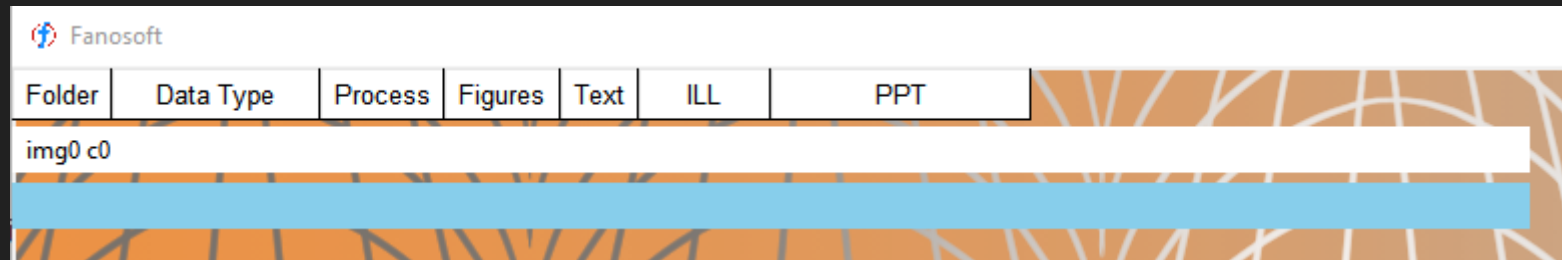 Fanosoft
Folder Data Type Process Figures Text ILL PPT
img0 c0